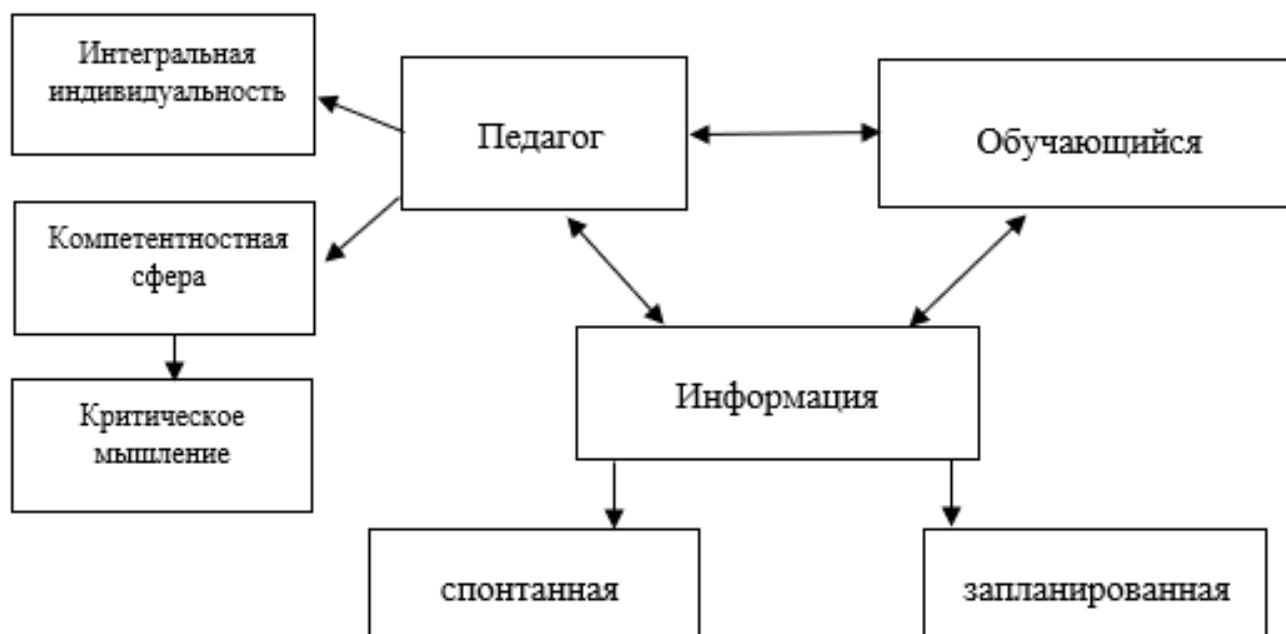 Интегральная
индивидуальность
Педагог
Обучающийся
Компетентностная
сфера
Информация
Критическое
мышление
спонтанная
запланированная